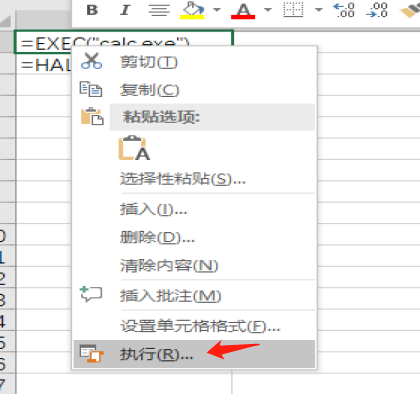 B I A .00 .00
=EXEC("calc.exe")
=HAL
剪切(T)
复制(C)
粘贴选项:
A
选择性粘贴(S)...
插入(I)...
删除(D)...
清除内容(N)
插入批注(M)
设置单元格格式(F)...
执行(R)...
0
1
2
3
4
5
6
7